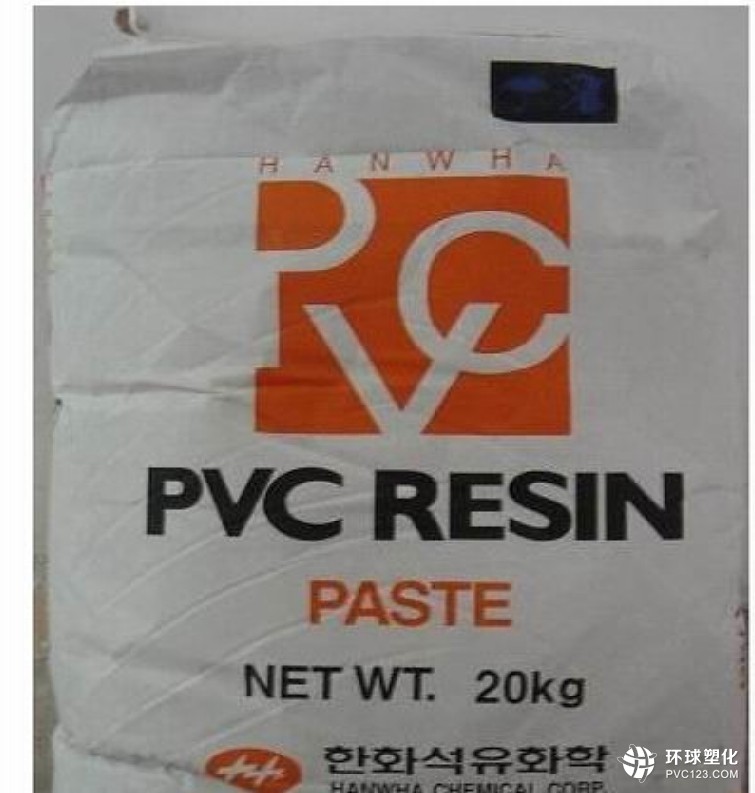 HANWHA
PVC
PVC RESIN
PASTE
NET WT. 20kg
한화석유화학
HANWHA CHEMICAL CORP.
环球塑化
PVC123.COM